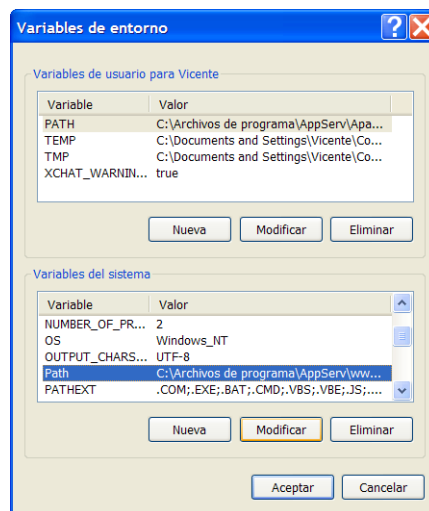 Variables de entorno
Variables de usuario para Vicente
Variable Valor
PATH C:\Archivos de programa\AppServ\Apa...
TEMP C:\Documents and Settings\Vicente\Co...
TMP C:\Documents and Settings\Vicente\Co...
XCHAT_WARNIN... true
Nueva Modificar Eliminar
Variables del sistema
Variable Valor
NUMBER_OF_PR... 2
OS Windows_NT
OUTPUT_CHARS... UTF-8
Path C:\Archivos de programa\AppServ\ww...
PATHEXT .COM;.EXE;.BAT;.CMD;.VBS;.VBE;.JS;....
Nueva Modificar Eliminar
Aceptar Cancelar